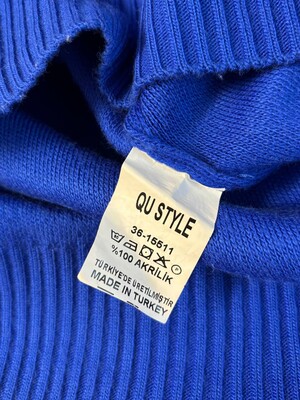 QU STYLE
36-15511
%100 AKRİLİK
TÜRKİYE'DE ÜRETİLMİŞTİR
MADE IN TURKEY